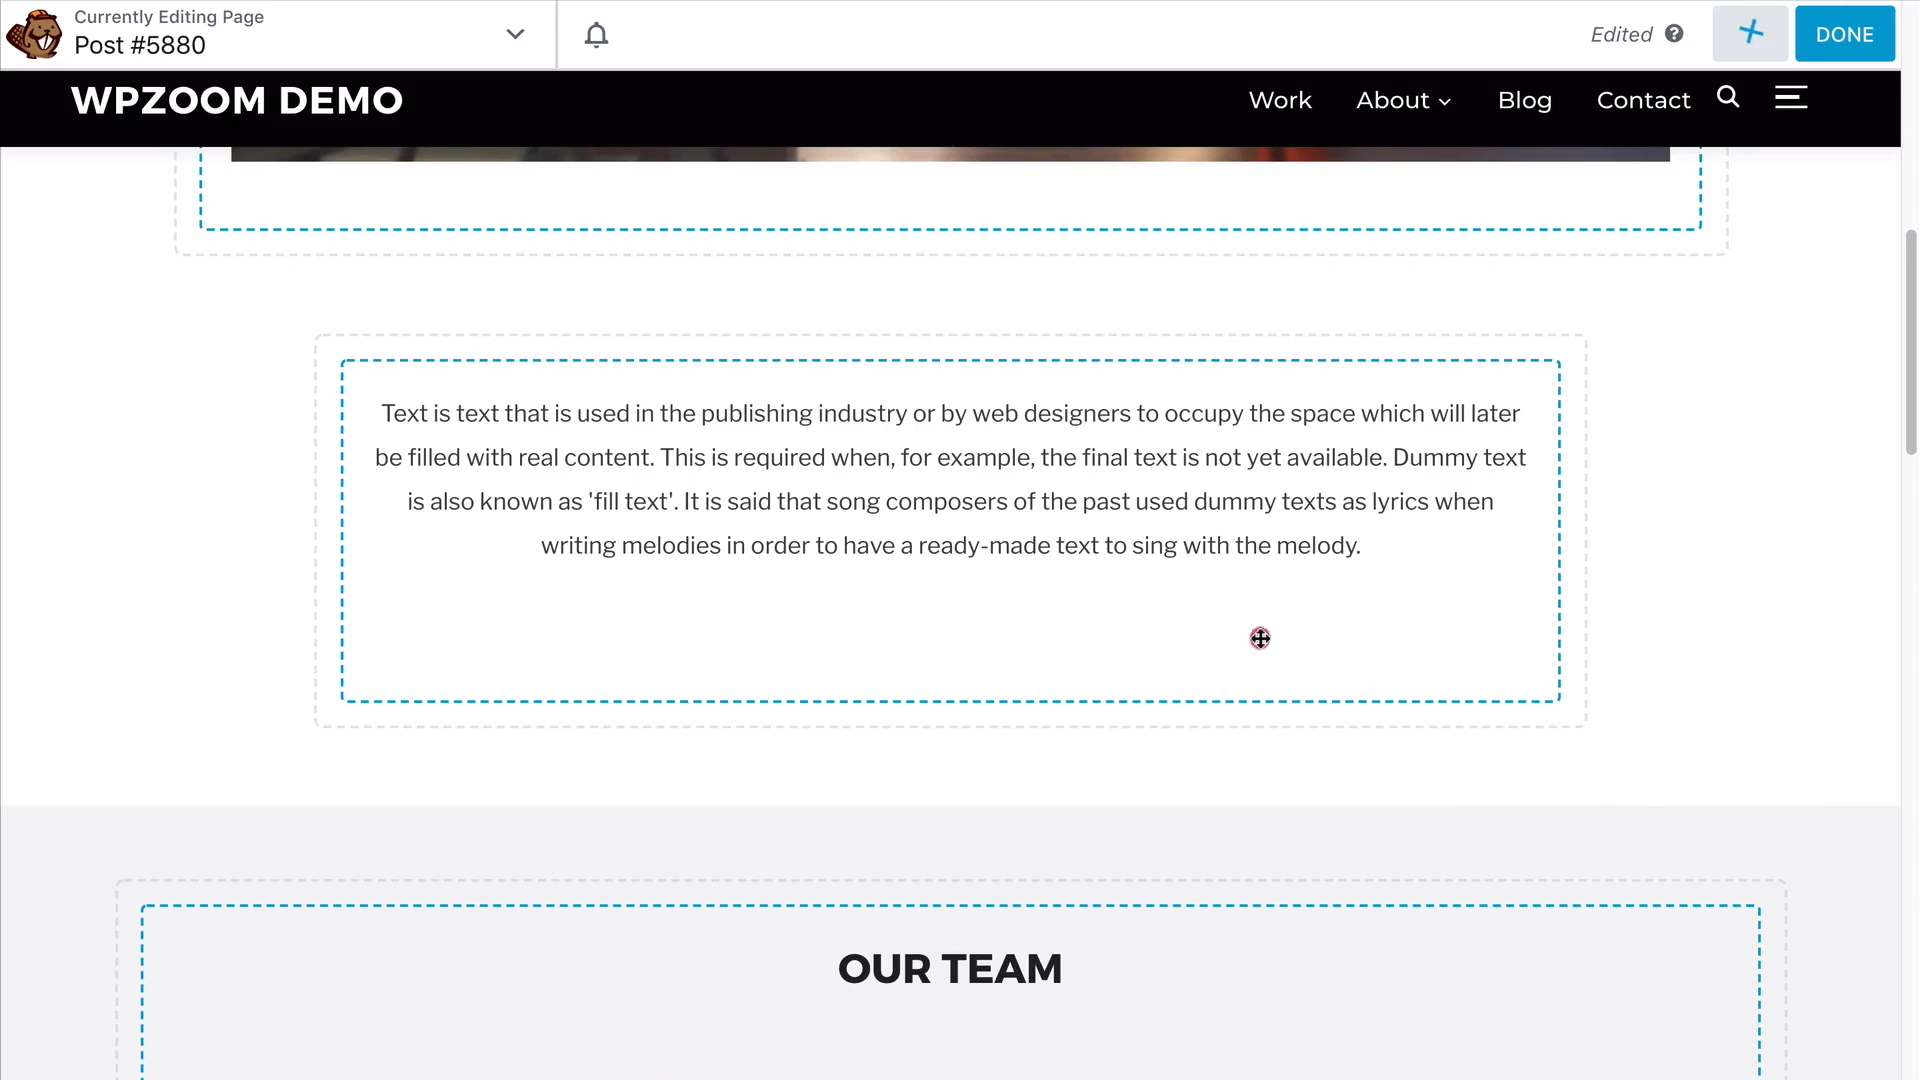 Currently Editing Page
Post #5880
Edited
DONE
WPZOOM DEMO
Work
About
Blog
Contact
Text is text that is used in the publishing industry or by web designers to occupy the space which will later
be filled with real content. This is required when, for example, the final text is not yet available. Dummy text
is also known as 'fill text'. It is said that song composers of the past used dummy texts as lyrics when
writing melodies in order to have a ready-made text to sing with the melody.
OUR TEAM